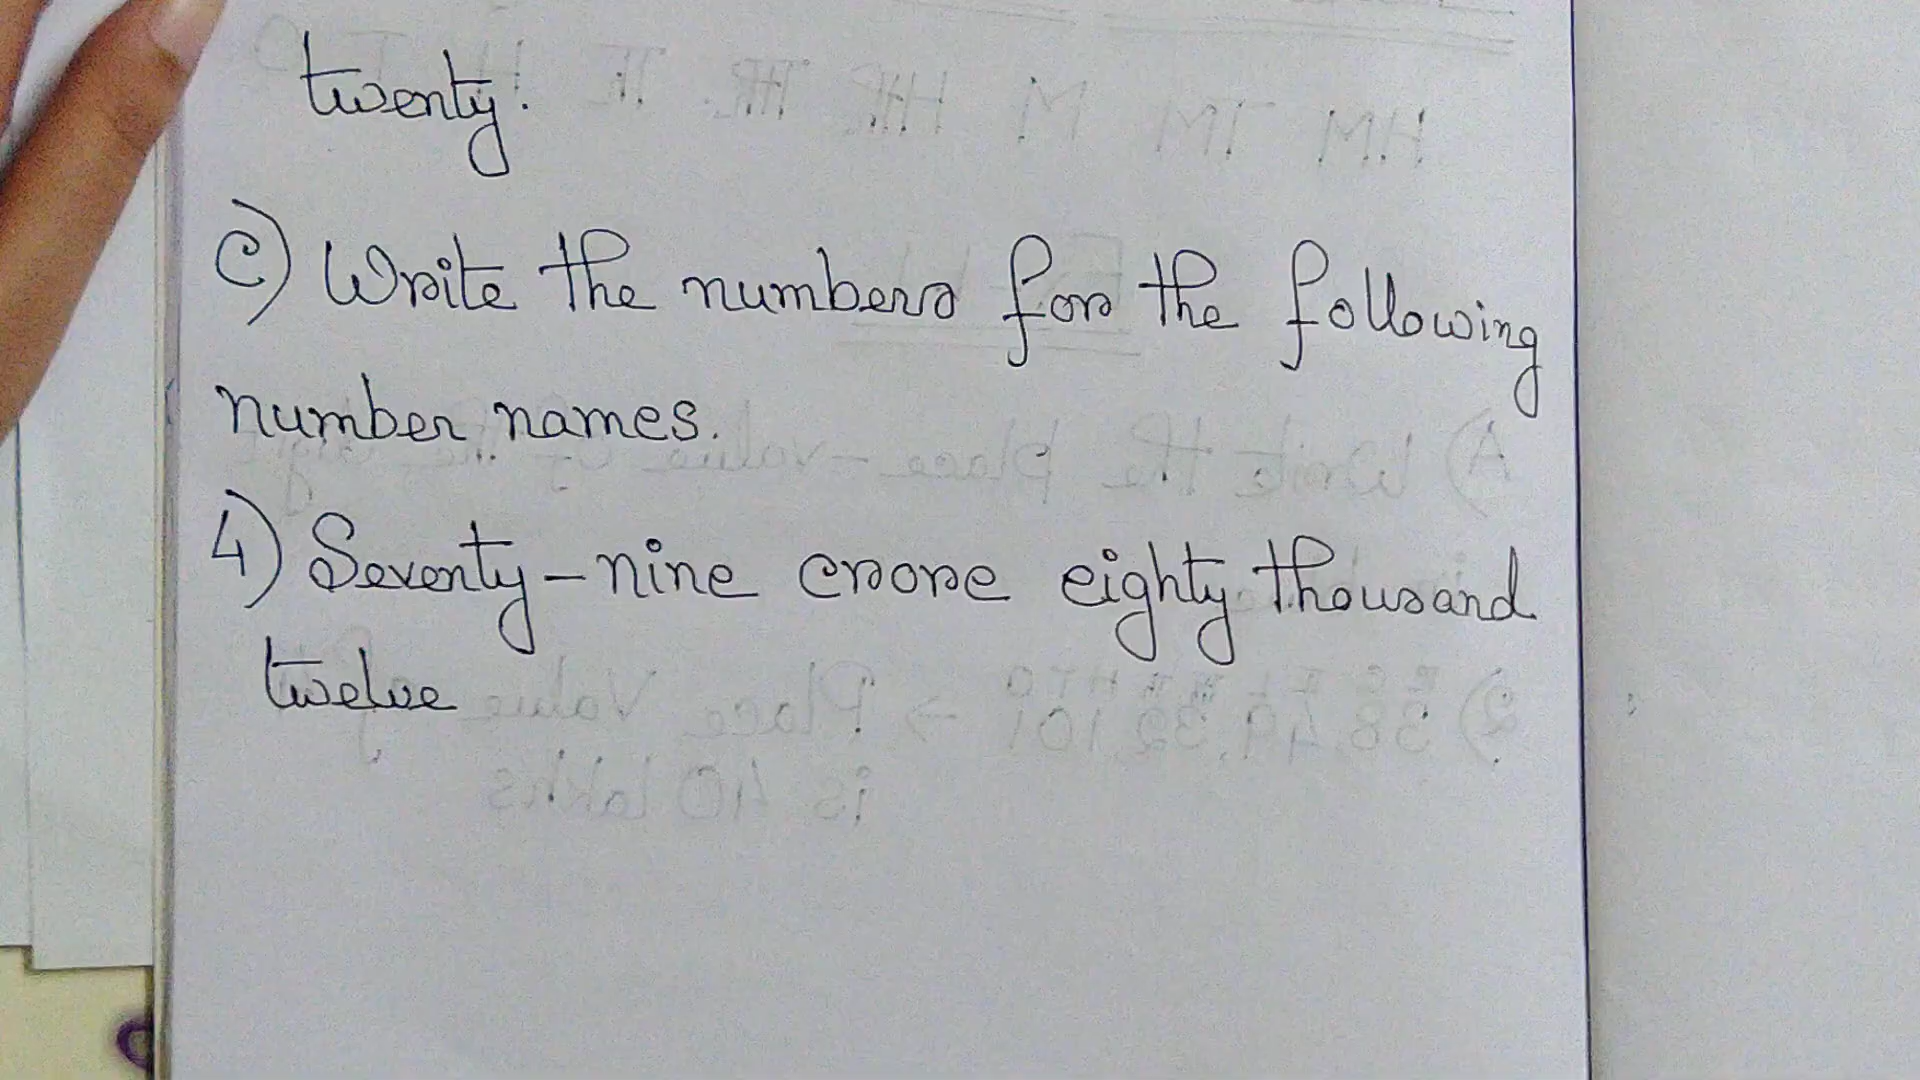 twenty.
C) Write the numbers for the following
number names.
4) Seventy-nine crore eighty thousand
twelve